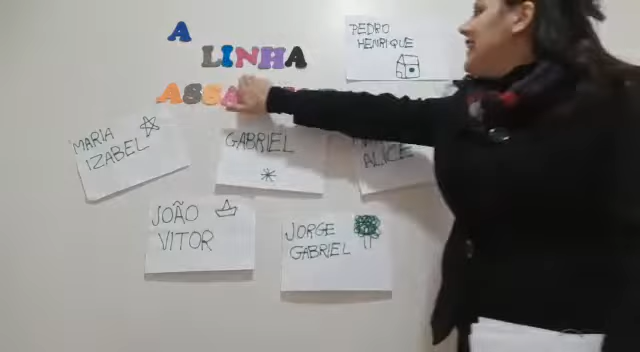 A
LINHA
PEDRO
HENRIQUE
MARIA
IZABEL
GABRIEL
ALICE
JOÃO
VITOR
JORGE
GABRIEL